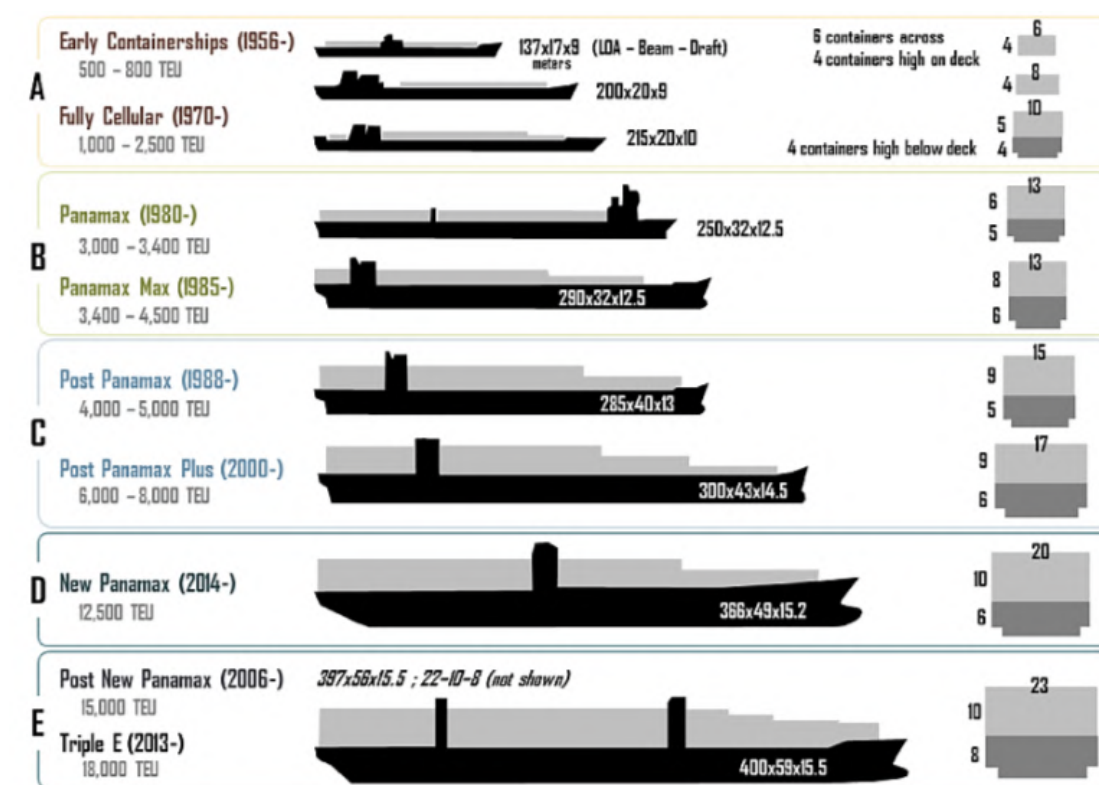 A
Early Containerships (1956-)
500 – 800 TEU
137x17x9 (LOA – Beam – Draft)
meters
6 containers across
4 containers high on deck
6
4
200x20x9
8
4
Fully Cellular (1970-)
1,000 – 2,500 TEU
215x20x10
4 containers high below deck
10
5
4
B
Panamax (1980-)
3,000 – 3,400 TEU
250x32x12.5
13
6
5
Panamax Max (1985-)
3,400 – 4,500 TEU
290x32x12.5
13
8
6
C
Post Panamax (1988-)
4,000 – 5,000 TEU
285x40x13
15
9
5
Post Panamax Plus (2000-)
6,000 – 8,000 TEU
300x43x14.5
17
9
6
D
New Panamax (2014-)
12,500 TEU
366x49x15.2
20
10
6
E
Post New Panamax (2006-)
15,000 TEU
397x56x15.5 ; 22–10–8 (not shown)
Triple E (2013-)
18,000 TEU
400x59x15.5
23
10
8